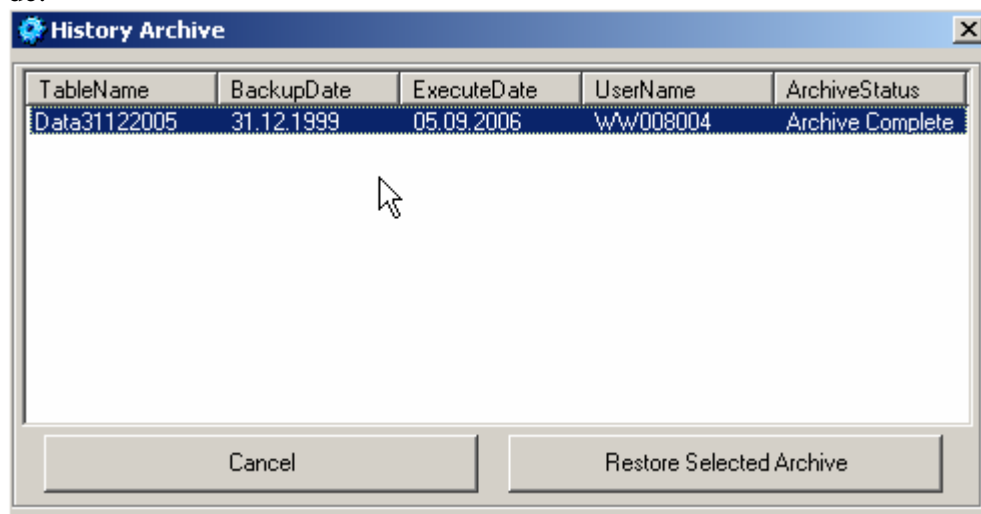 History Archive
TableName BackupDate ExecuteDate UserName ArchiveStatus
Data31122005 31.12.1999 05.09.2006 WW008004 Archive Complete
Cancel Restore Selected Archive